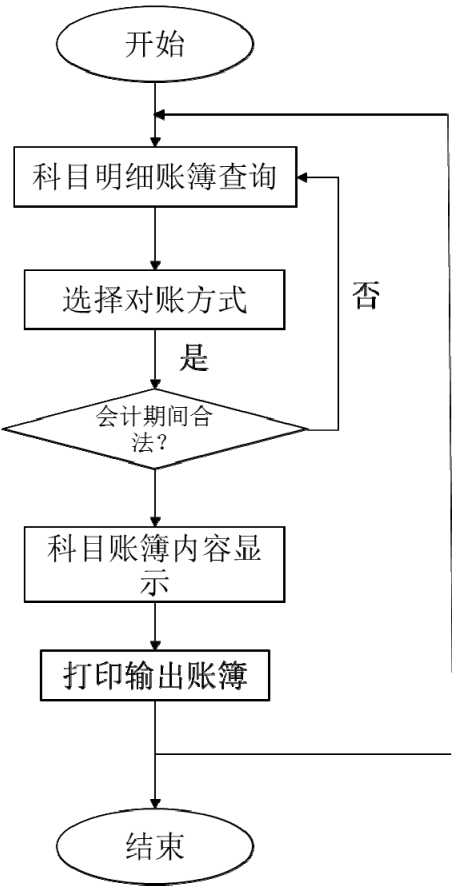 开始
科目明细账簿查询
选择对账方式
否
是
会计期间合
法？
科目账簿内容显
示
打印输出账簿
结束